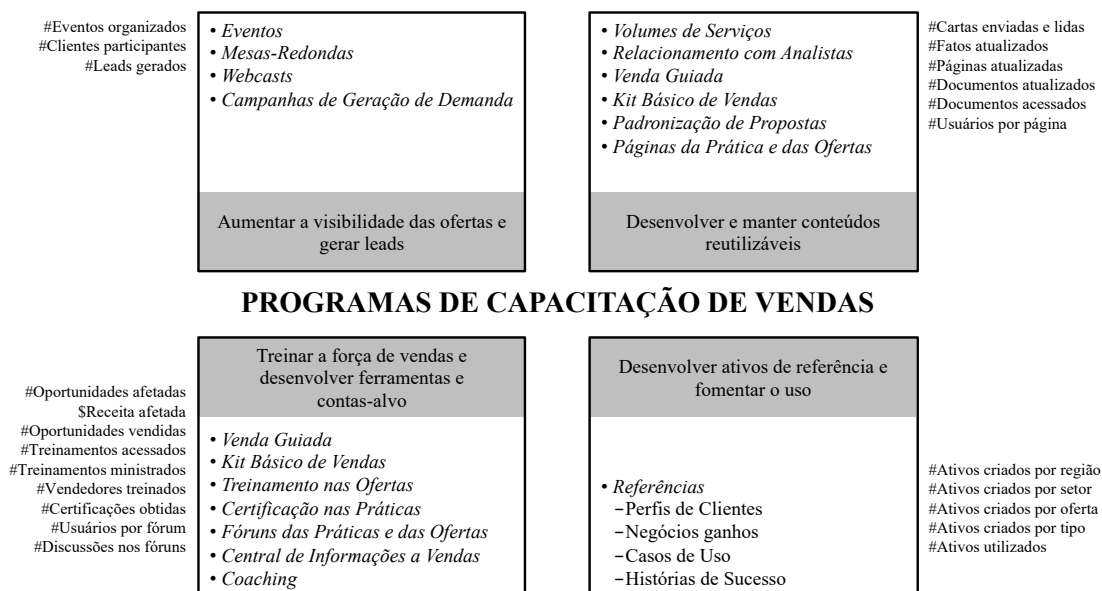 #Eventos organizados
#Clientes participantes
#Leads gerados
• Eventos
• Mesas-Redondas
• Webcasts
• Campanhas de Geração de Demanda
Aumentar a visibilidade das ofertas e
gerar leads
• Volumes de Serviços
• Relacionamento com Analistas
• Venda Guiada
• Kit Básico de Vendas
• Padronização de Propostas
• Páginas da Prática e das Ofertas
Desenvolver e manter conteúdos
reutilizáveis
#Cartas enviadas e lidas
#Fatos atualizados
#Páginas atualizadas
#Documentos atualizados
#Documentos acessados
#Usuários por página
PROGRAMAS DE CAPACITAÇÃO DE VENDAS
#Oportunidades afetadas
$Receita afetada
#Oportunidades vendidas
#Treinamentos acessados
#Treinamentos ministrados
#Vendedores treinados
#Certificações obtidas
#Usuários por fórum
#Discussões nos fóruns
Treinar a força de vendas e
desenvolver ferramentas e
contas-alvo
• Venda Guiada
• Kit Básico de Vendas
• Treinamento nas Ofertas
• Certificação nas Práticas
• Fóruns das Práticas e das Ofertas
• Central de Informações a Vendas
• Coaching
Desenvolver ativos de referência e
fomentar o uso
• Referências
–Perfis de Clientes
–Negócios ganhos
–Casos de Uso
–Histórias de Sucesso
#Ativos criados por região
#Ativos criados por setor
#Ativos criados por oferta
#Ativos criados por tipo
#Ativos utilizados